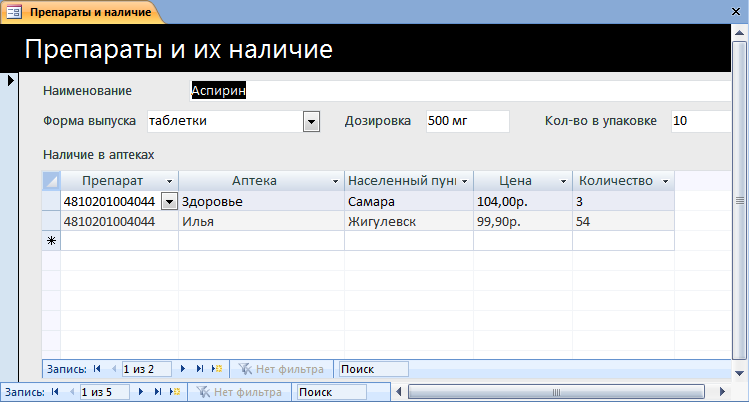 Препараты и наличие
Препараты и их наличие
Наименование Аспирин
Форма выпуска таблетки Дозировка 500 мг Кол-во в упаковке 10
Наличие в аптеках
Препарат Аптека Населенный пун Цена Количество
4810201004044 Здоровье Самара 104,00р. 3
4810201004044 Илья Жигулевск 99,90р. 54
Запись: 1 из 2 Нет фильтра Поиск
Запись: 1 из 5 Нет фильтра Поиск